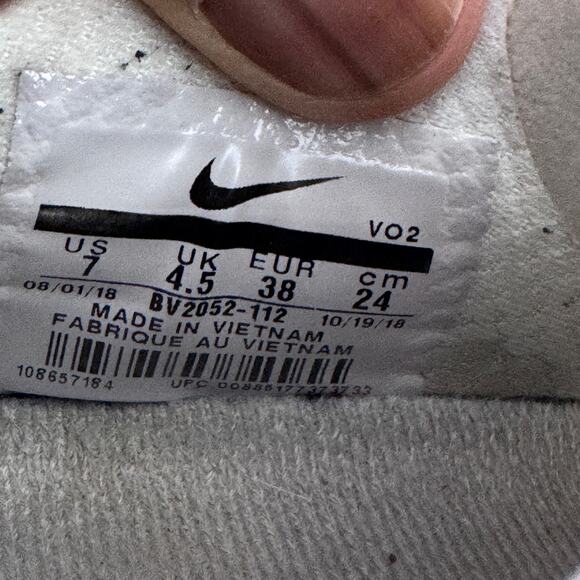 VO2
US UK EUR cm
7 4.5 38 24
08/01/18 BV2052-112 10/19/18
MADE IN VIETNAM
FABRIQUE AU VIETNAM
108657184 UPC